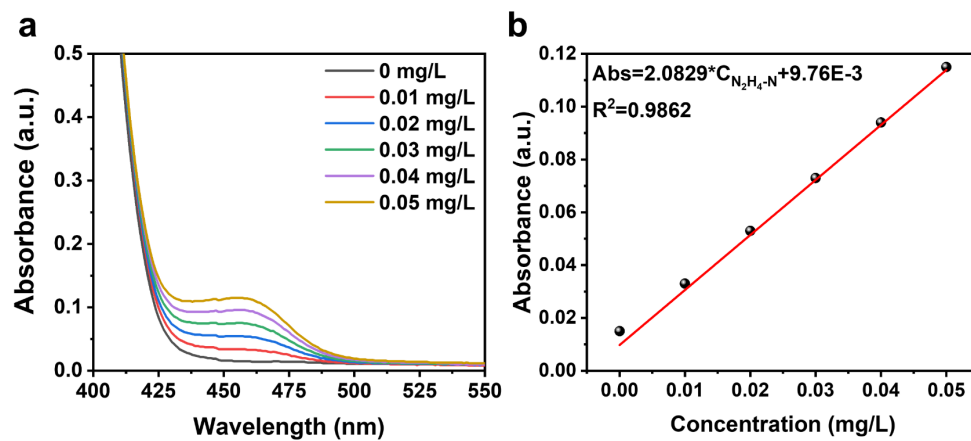 a
0.5
0.4
0.3
0.2
0.1
0.0
400 425 450 475 500 525 550
Absorbance (a.u.)
Wavelength (nm)
0 mg/L
0.01 mg/L
0.02 mg/L
0.03 mg/L
0.04 mg/L
0.05 mg/L
b
0.12
0.10
0.08
0.06
0.04
0.02
0.00
0.00 0.01 0.02 0.03 0.04 0.05
Absorbance (a.u.)
Concentration (mg/L)
Abs=2.0829*C_{N_2H_4-N}+9.76E-3
R²=0.9862